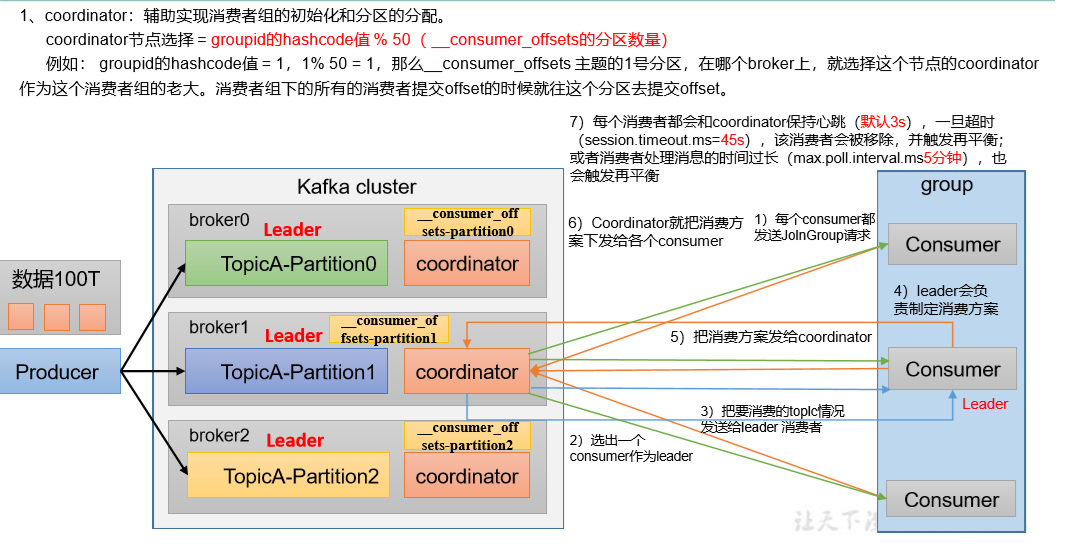 1、coordinator：辅助实现消费者组的初始化和分区的分配。
coordinator节点选择 = groupid的hashcode值 % 50（ __consumer_offsets的分区数量）
例如： groupid的hashcode值 = 1，1% 50 = 1，那么__consumer_offsets 主题的1号分区，在哪个broker上，就选择这个节点的coordinator
作为这个消费者组的老大。消费者组下的所有的消费者提交offset的时候就往这个分区去提交offset。
7）每个消费者都会和coordinator保持心跳（默认3s），一旦超时
（session.timeout.ms=45s），该消费者会被移除，并触发再平衡；
或者消费者处理消息的时间过长（max.poll.interval.ms5分钟），也
会触发再平衡
Kafka cluster
group
broker0
Leader
__consumer_off
sets-partition0
TopicA-Partition0
coordinator
6）Coordinator就把消费方
案下发给各个consumer
1）每个consumer都
发送JoInGroup请求
Consumer
数据100T
4）leader会负
责制定消费方案
broker1
Leader
__consumer_of
fsets-partition1
5）把消费方案发给coordinator
Producer
TopicA-Partition1
coordinator
Consumer
Leader
3）把要消费的topIc情况
发送给leader 消费者
broker2
Leader
__consumer_off
sets-partition2
2）选出一个
consumer作为leader
TopicA-Partition2
coordinator
Consumer
让天下